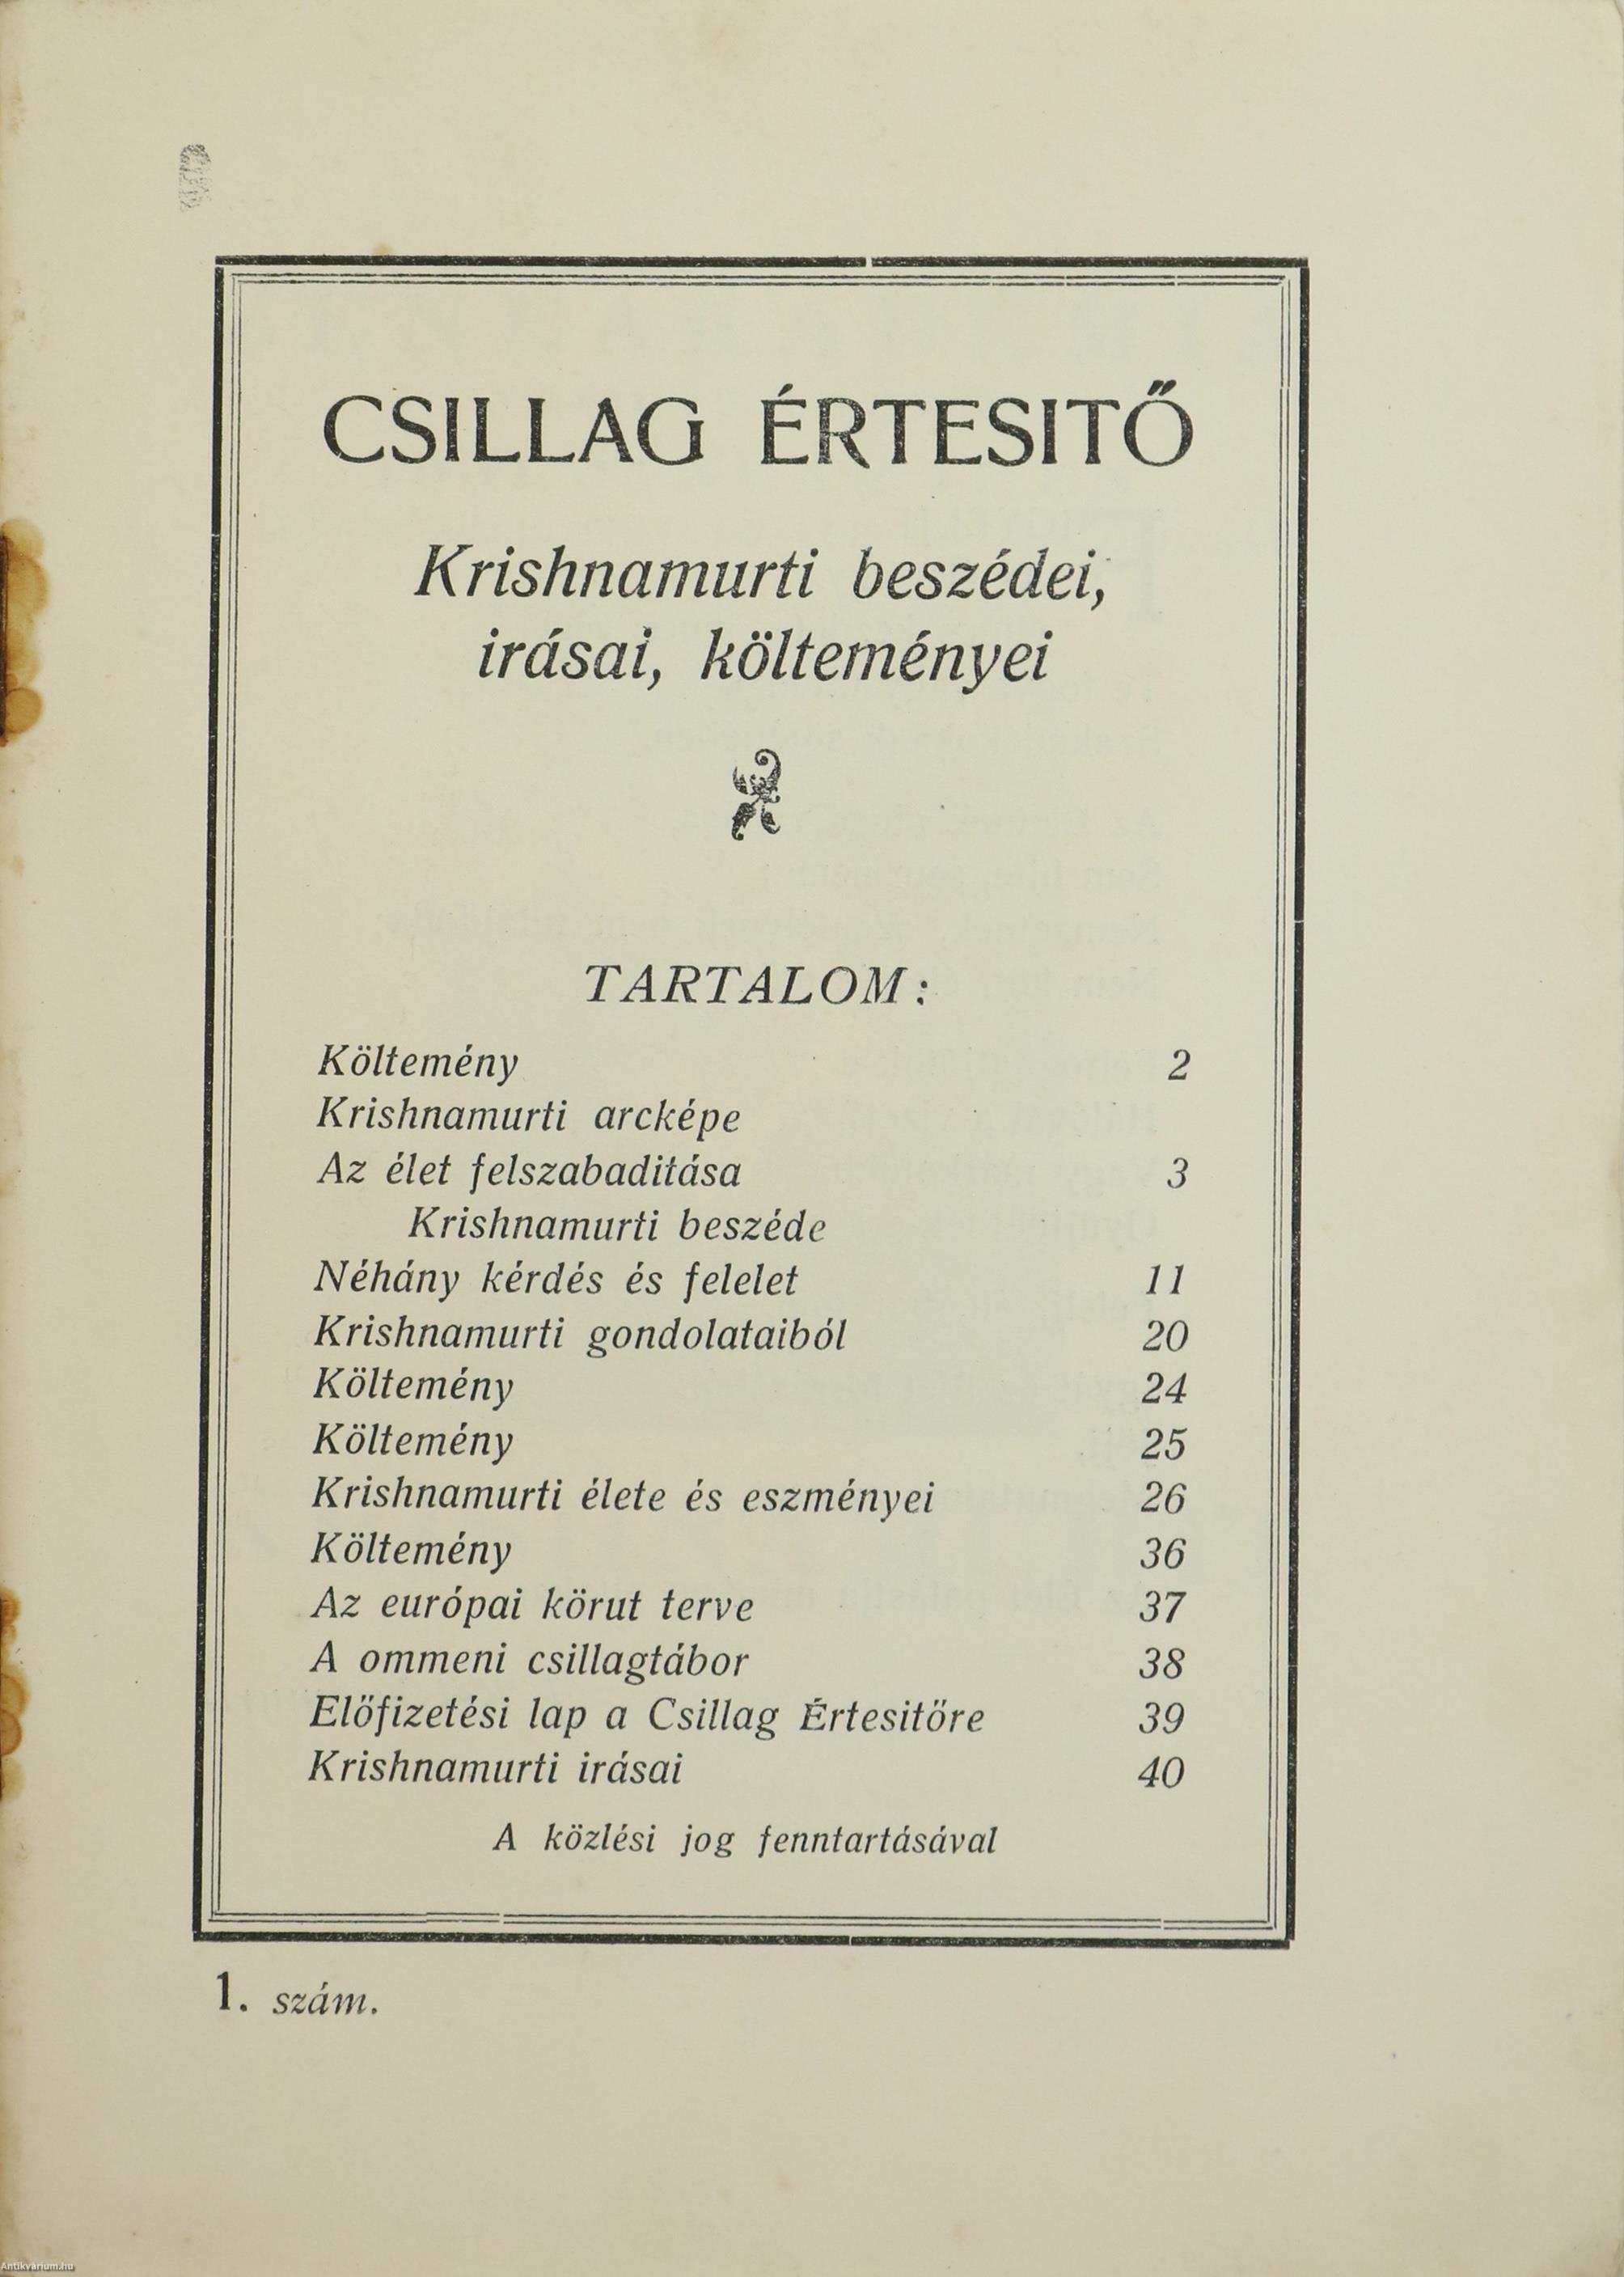 CSILLAG ÉRTESITŐ
Krishnamurti beszédei,
irásai, költeményei
TARTALOM:
Költemény 2
Krishnamurti arcképe
Az élet felszabaditása 3
Krishnamurti beszéde
Néhány kérdés és felelet 11
Krishnamurti gondolataiból 20
Költemény 24
Költemény 25
Krishnamurti élete és eszményei 26
Költemény 36
Az európai körut terve 37
A ommeni csillagtábor 38
Előfizetési lap a Csillag Értesitőre 39
Krishnamurti irásai 40
A közlési jog fenntartásával
1. szám.
Antikvárium.hu